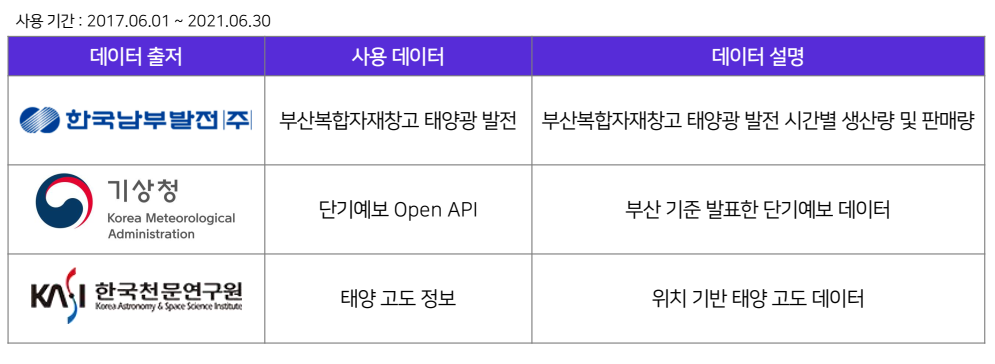 사용 기간 : 2017.06.01 ~ 2021.06.30
데이터 출저 사용 데이터 데이터 설명
한국남부발전|주| 부산복합자재창고 태양광 발전 부산복합자재창고 태양광 발전 시간별 생산량 및 판매량
기상청
Korea Meteorological
Administration
단기예보 Open API 부산 기준 발표한 단기예보 데이터
KASI 한국천문연구원
Korea Astronomy & Space Science Institute
태양 고도 정보 위치 기반 태양 고도 데이터